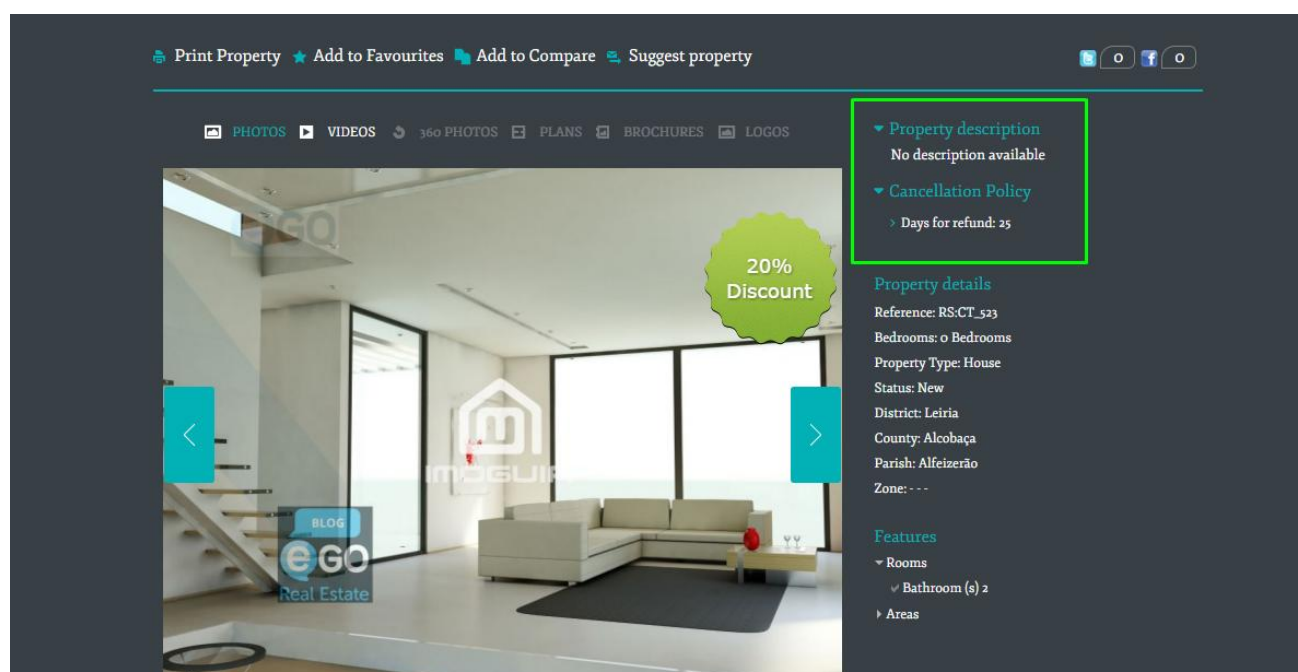 Print Property Add to Favourites Add to Compare Suggest property
0 0
PHOTOS VIDEOS 360 PHOTOS PLANS BROCHURES LOGOS
eGO
20%
Discount
IMOGUIA
BLOG
eGO
Real Estate
Property description
No description available
Cancellation Policy
Days for refund: 25
Property details
Reference: RS:CT_523
Bedrooms: 0 Bedrooms
Property Type: House
Status: New
District: Leiria
County: Alcobaça
Parish: Alfeizerão
Zone: - - -
Features
Rooms
Bathroom (s) 2
Areas